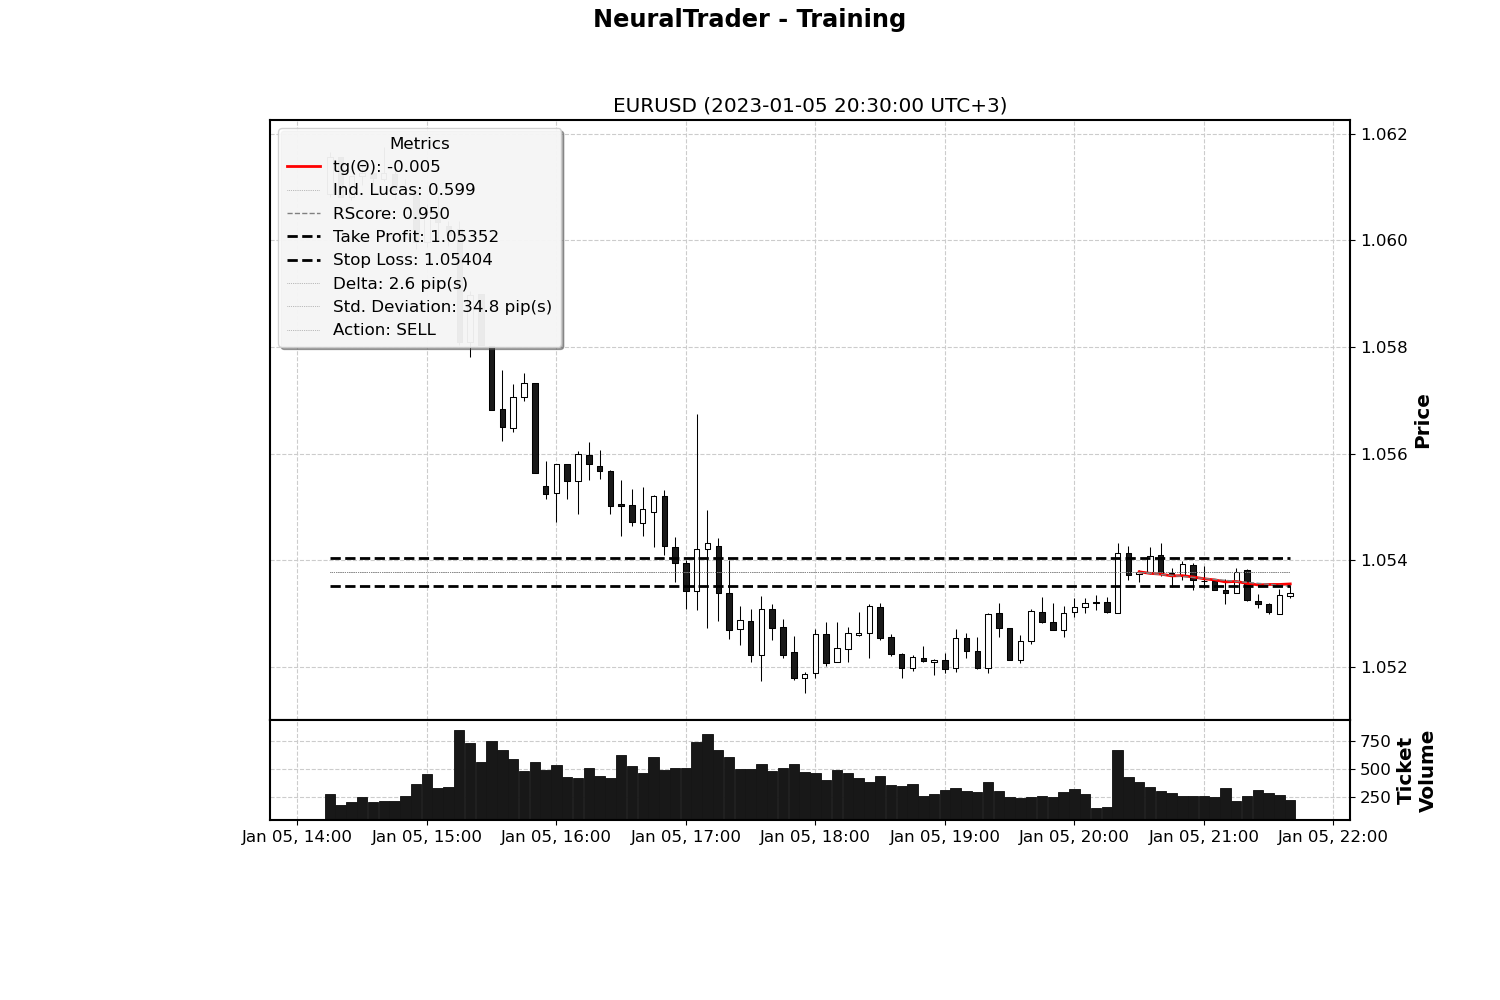 NeuralTrader - Training
EURUSD (2023-01-05 20:30:00 UTC+3)
Metrics
tg(Θ): -0.005
Ind. Lucas: 0.599
RScore: 0.950
Take Profit: 1.05352
Stop Loss: 1.05404
Delta: 2.6 pip(s)
Std. Deviation: 34.8 pip(s)
Action: SELL
1.062
1.060
1.058
1.056
1.054
1.052
Price
750
500
250
Ticket
Volume
Jan 05, 14:00
Jan 05, 15:00
Jan 05, 16:00
Jan 05, 17:00
Jan 05, 18:00
Jan 05, 19:00
Jan 05, 20:00
Jan 05, 21:00
Jan 05, 22:00